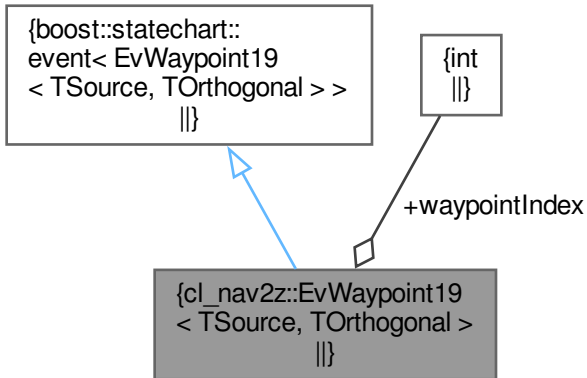 {boost::statechart::
event< EvWaypoint19
< TSource, TOrthogonal > >
||}
{int
||}
+waypointIndex
{cl_nav2z::EvWaypoint19
< TSource, TOrthogonal >
||}